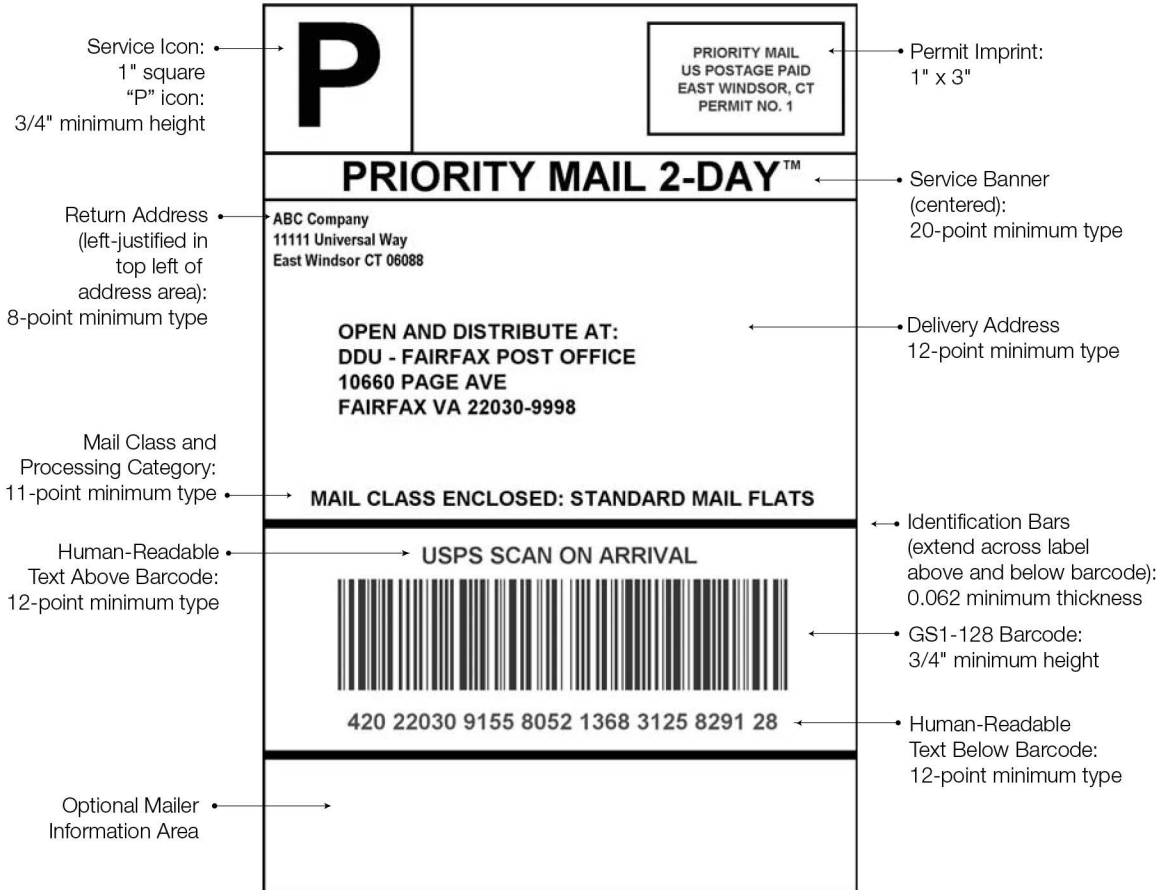 Service Icon:
1" square
“P” icon:
3/4" minimum height
P
PRIORITY MAIL
US POSTAGE PAID
EAST WINDSOR, CT
PERMIT NO. 1
Permit Imprint:
1" x 3"
PRIORITY MAIL 2-DAY™
Service Banner
(centered):
20-point minimum type
Return Address
(left-justified in
top left of
address area):
8-point minimum type
ABC Company
11111 Universal Way
East Windsor CT 06088
OPEN AND DISTRIBUTE AT:
DDU - FAIRFAX POST OFFICE
10660 PAGE AVE
FAIRFAX VA 22030-9998
Delivery Address
12-point minimum type
Mail Class and
Processing Category:
11-point minimum type
MAIL CLASS ENCLOSED: STANDARD MAIL FLATS
Identification Bars
(extend across label
above and below barcode):
0.062 minimum thickness
Human-Readable
Text Above Barcode:
12-point minimum type
USPS SCAN ON ARRIVAL
GS1-128 Barcode:
3/4" minimum height
420 22030 9155 8052 1368 3125 8291 28
Human-Readable
Text Below Barcode:
12-point minimum type
Optional Mailer
Information Area